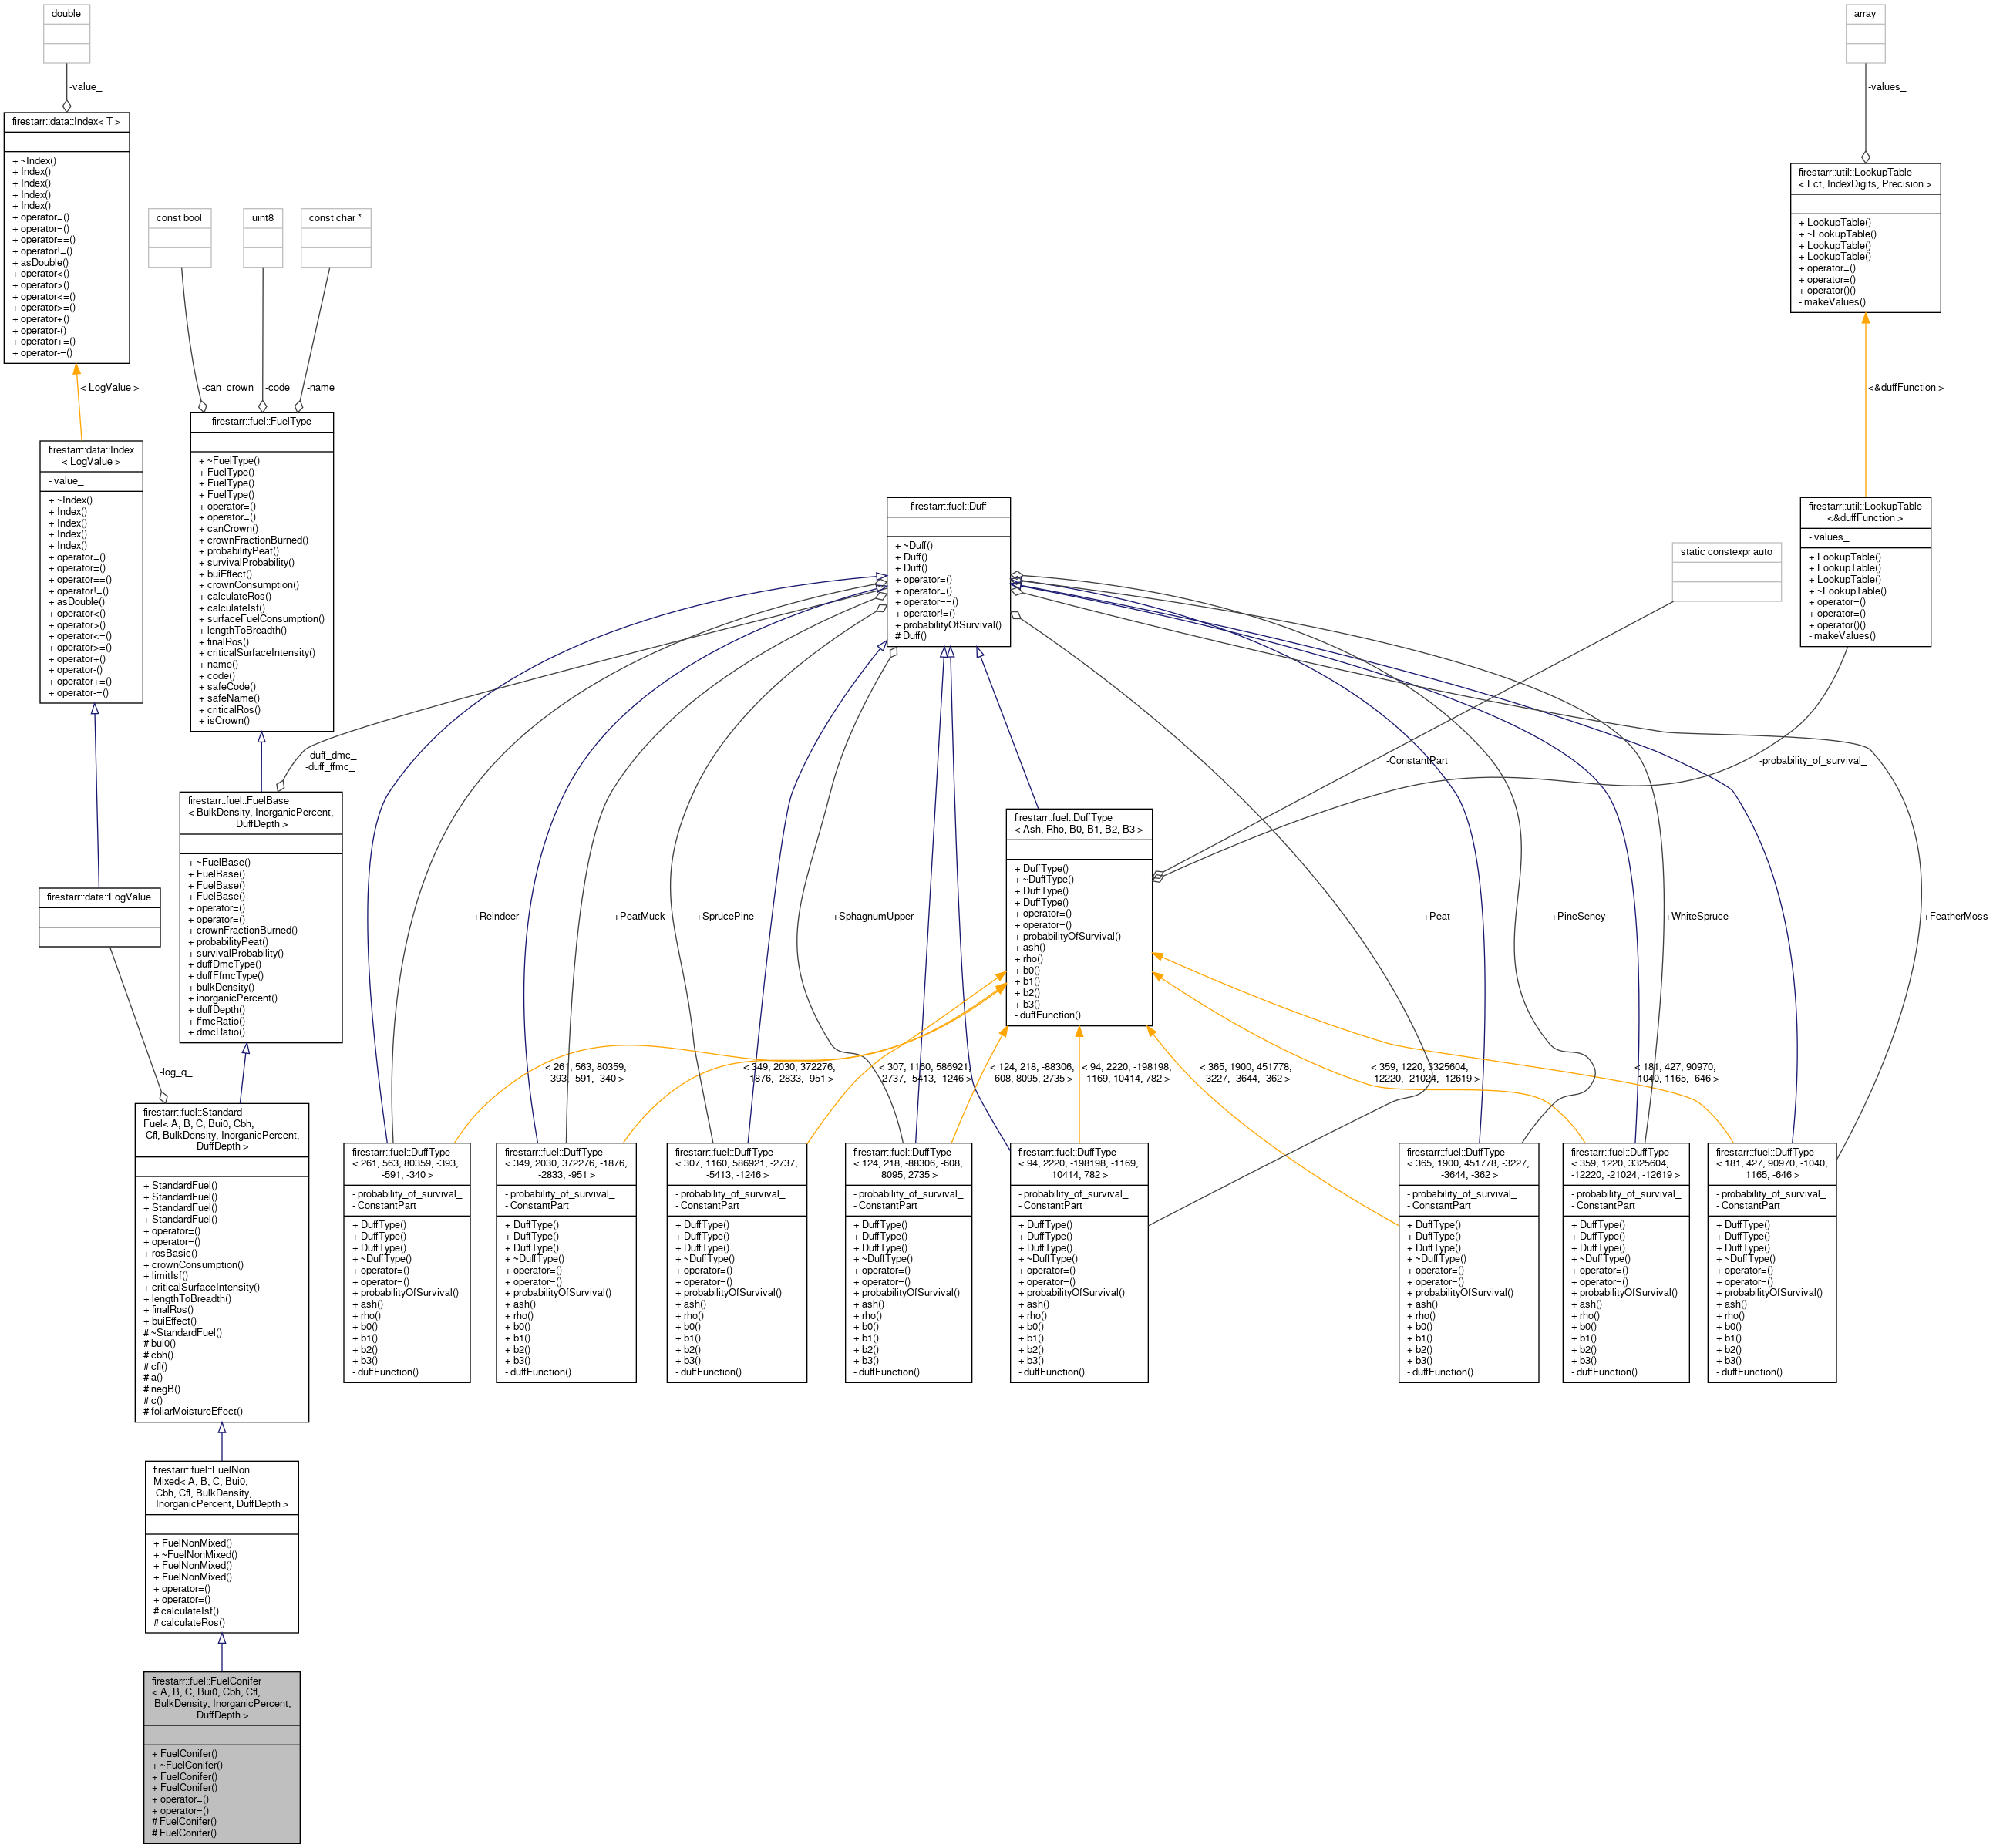 double
-value_
firestarr::data::Index< T >
+ ~Index()
+ Index()
+ Index()
+ Index()
+ Index()
+ operator=()
+ operator=()
+ operator==()
+ operator!=()
+ asDouble()
+ operator<()
+ operator>()
+ operator<=()
+ operator>=()
+ operator+()
+ operator-()
+ operator+=()
+ operator-=()
< LogValue >
firestarr::data::Index
< LogValue >
- value_
+ ~Index()
+ Index()
+ Index()
+ Index()
+ Index()
+ operator=()
+ operator=()
+ operator==()
+ operator!=()
+ asDouble()
+ operator<()
+ operator>()
+ operator<=()
+ operator>=()
+ operator+()
+ operator-()
+ operator+=()
+ operator-=()
firestarr::data::LogValue
-log_q_
const bool
uint8
const char *
-can_crown_
-code_
-name_
firestarr::fuel::FuelType
+ ~FuelType()
+ FuelType()
+ FuelType()
+ FuelType()
+ operator=()
+ operator=()
+ canCrown()
+ crownFractionBurned()
+ probabilityPeat()
+ survivalProbability()
+ buiEffect()
+ crownConsumption()
+ calculateRos()
+ calculateIsf()
+ surfaceFuelConsumption()
+ lengthToBreadth()
+ finalRos()
+ criticalSurfaceIntensity()
+ name()
+ code()
+ safeCode()
+ safeName()
+ criticalRos()
+ isCrown()
-duff_dmc_
-duff_ffmc_
firestarr::fuel::FuelBase
< BulkDensity, InorganicPercent,
DuffDepth >
+ ~FuelBase()
+ FuelBase()
+ FuelBase()
+ FuelBase()
+ operator=()
+ operator=()
+ crownFractionBurned()
+ probabilityPeat()
+ survivalProbability()
+ duffDmcType()
+ duffFfmcType()
+ bulkDensity()
+ inorganicPercent()
+ duffDepth()
+ ffmcRatio()
+ dmcRatio()
firestarr::fuel::Standard
Fuel< A, B, C, Bui0, Cbh,
Cfl, BulkDensity, InorganicPercent,
DuffDepth >
+ StandardFuel()
+ StandardFuel()
+ StandardFuel()
+ StandardFuel()
+ operator=()
+ operator=()
+ rosBasic()
+ crownConsumption()
+ limitIsf()
+ criticalSurfaceIntensity()
+ lengthToBreadth()
+ finalRos()
+ buiEffect()
# ~StandardFuel()
# bui0()
# cbh()
# cfl()
# a()
# negB()
# c()
# foliarMoistureEffect()
firestarr::fuel::FuelNon
Mixed< A, B, C, Bui0,
Cbh, Cfl, BulkDensity,
InorganicPercent, DuffDepth >
+ FuelNonMixed()
+ ~FuelNonMixed()
+ FuelNonMixed()
+ FuelNonMixed()
+ operator=()
+ operator=()
# calculateIsf()
# calculateRos()
firestarr::fuel::FuelConifer
< A, B, C, Bui0, Cbh, Cfl,
BulkDensity, InorganicPercent,
DuffDepth >
+ FuelConifer()
+ ~FuelConifer()
+ FuelConifer()
+ FuelConifer()
+ operator=()
+ operator=()
# FuelConifer()
# FuelConifer()
firestarr::fuel::Duff
+ ~Duff()
+ Duff()
+ Duff()
+ operator=()
+ operator=()
+ operator==()
+ operator!=()
+ probabilityOfSurvival()
# Duff()
static constexpr auto
-ConstantPart
array
-values_
firestarr::util::LookupTable
< Fct, IndexDigits, Precision >
+ LookupTable()
+ ~LookupTable()
+ LookupTable()
+ LookupTable()
+ operator=()
+ operator=()
+ operator()()
- makeValues()
<&duffFunction >
firestarr::util::LookupTable
<&duffFunction >
- values_
+ LookupTable()
+ LookupTable()
+ LookupTable()
+ ~LookupTable()
+ operator=()
+ operator=()
+ operator()()
- makeValues()
-probability_of_survival_
firestarr::fuel::DuffType
< Ash, Rho, B0, B1, B2, B3 >
+ DuffType()
+ ~DuffType()
+ DuffType()
+ DuffType()
+ operator=()
+ operator=()
+ probabilityOfSurvival()
+ ash()
+ rho()
+ b0()
+ b1()
+ b2()
+ b3()
- duffFunction()
+Reindeer
+PeatMuck
+SprucePine
+SphagnumUpper
+Peat
+PineSeney
+WhiteSpruce
+FeatherMoss
< 261, 563, 80359,
-393, -591, -340 >
< 349, 2030, 372276,
-1876, -2833, -951 >
< 307, 1160, 586921,
-2737, -5413, -1246 >
< 124, 218, -88306,
-608, 8095, 2735 >
< 94, 2220, -198198,
-1169, 10414, 782 >
< 365, 1900, 451778,
-3227, -3644, -362 >
< 359, 1220, 3325604,
-12220, -21024, -12619 >
< 181, 427, 90970,
-1040, 1165, -646 >
firestarr::fuel::DuffType
< 261, 563, 80359, -393,
-591, -340 >
- probability_of_survival_
- ConstantPart
+ DuffType()
+ DuffType()
+ DuffType()
+ ~DuffType()
+ operator=()
+ operator=()
+ probabilityOfSurvival()
+ ash()
+ rho()
+ b0()
+ b1()
+ b2()
+ b3()
- duffFunction()
firestarr::fuel::DuffType
< 349, 2030, 372276, -1876,
-2833, -951 >
- probability_of_survival_
- ConstantPart
+ DuffType()
+ DuffType()
+ DuffType()
+ ~DuffType()
+ operator=()
+ operator=()
+ probabilityOfSurvival()
+ ash()
+ rho()
+ b0()
+ b1()
+ b2()
+ b3()
- duffFunction()
firestarr::fuel::DuffType
< 307, 1160, 586921, -2737,
-5413, -1246 >
- probability_of_survival_
- ConstantPart
+ DuffType()
+ DuffType()
+ DuffType()
+ ~DuffType()
+ operator=()
+ operator=()
+ probabilityOfSurvival()
+ ash()
+ rho()
+ b0()
+ b1()
+ b2()
+ b3()
- duffFunction()
firestarr::fuel::DuffType
< 124, 218, -88306, -608,
8095, 2735 >
- probability_of_survival_
- ConstantPart
+ DuffType()
+ DuffType()
+ DuffType()
+ ~DuffType()
+ operator=()
+ operator=()
+ probabilityOfSurvival()
+ ash()
+ rho()
+ b0()
+ b1()
+ b2()
+ b3()
- duffFunction()
firestarr::fuel::DuffType
< 94, 2220, -198198, -1169,
10414, 782 >
- probability_of_survival_
- ConstantPart
+ DuffType()
+ DuffType()
+ DuffType()
+ ~DuffType()
+ operator=()
+ operator=()
+ probabilityOfSurvival()
+ ash()
+ rho()
+ b0()
+ b1()
+ b2()
+ b3()
- duffFunction()
firestarr::fuel::DuffType
< 365, 1900, 451778, -3227,
-3644, -362 >
- probability_of_survival_
- ConstantPart
+ DuffType()
+ DuffType()
+ DuffType()
+ ~DuffType()
+ operator=()
+ operator=()
+ probabilityOfSurvival()
+ ash()
+ rho()
+ b0()
+ b1()
+ b2()
+ b3()
- duffFunction()
firestarr::fuel::DuffType
< 359, 1220, 3325604,
-12220, -21024, -12619 >
- probability_of_survival_
- ConstantPart
+ DuffType()
+ DuffType()
+ DuffType()
+ ~DuffType()
+ operator=()
+ operator=()
+ probabilityOfSurvival()
+ ash()
+ rho()
+ b0()
+ b1()
+ b2()
+ b3()
- duffFunction()
firestarr::fuel::DuffType
< 181, 427, 90970, -1040,
1165, -646 >
- probability_of_survival_
- ConstantPart
+ DuffType()
+ DuffType()
+ DuffType()
+ ~DuffType()
+ operator=()
+ operator=()
+ probabilityOfSurvival()
+ ash()
+ rho()
+ b0()
+ b1()
+ b2()
+ b3()
- duffFunction()